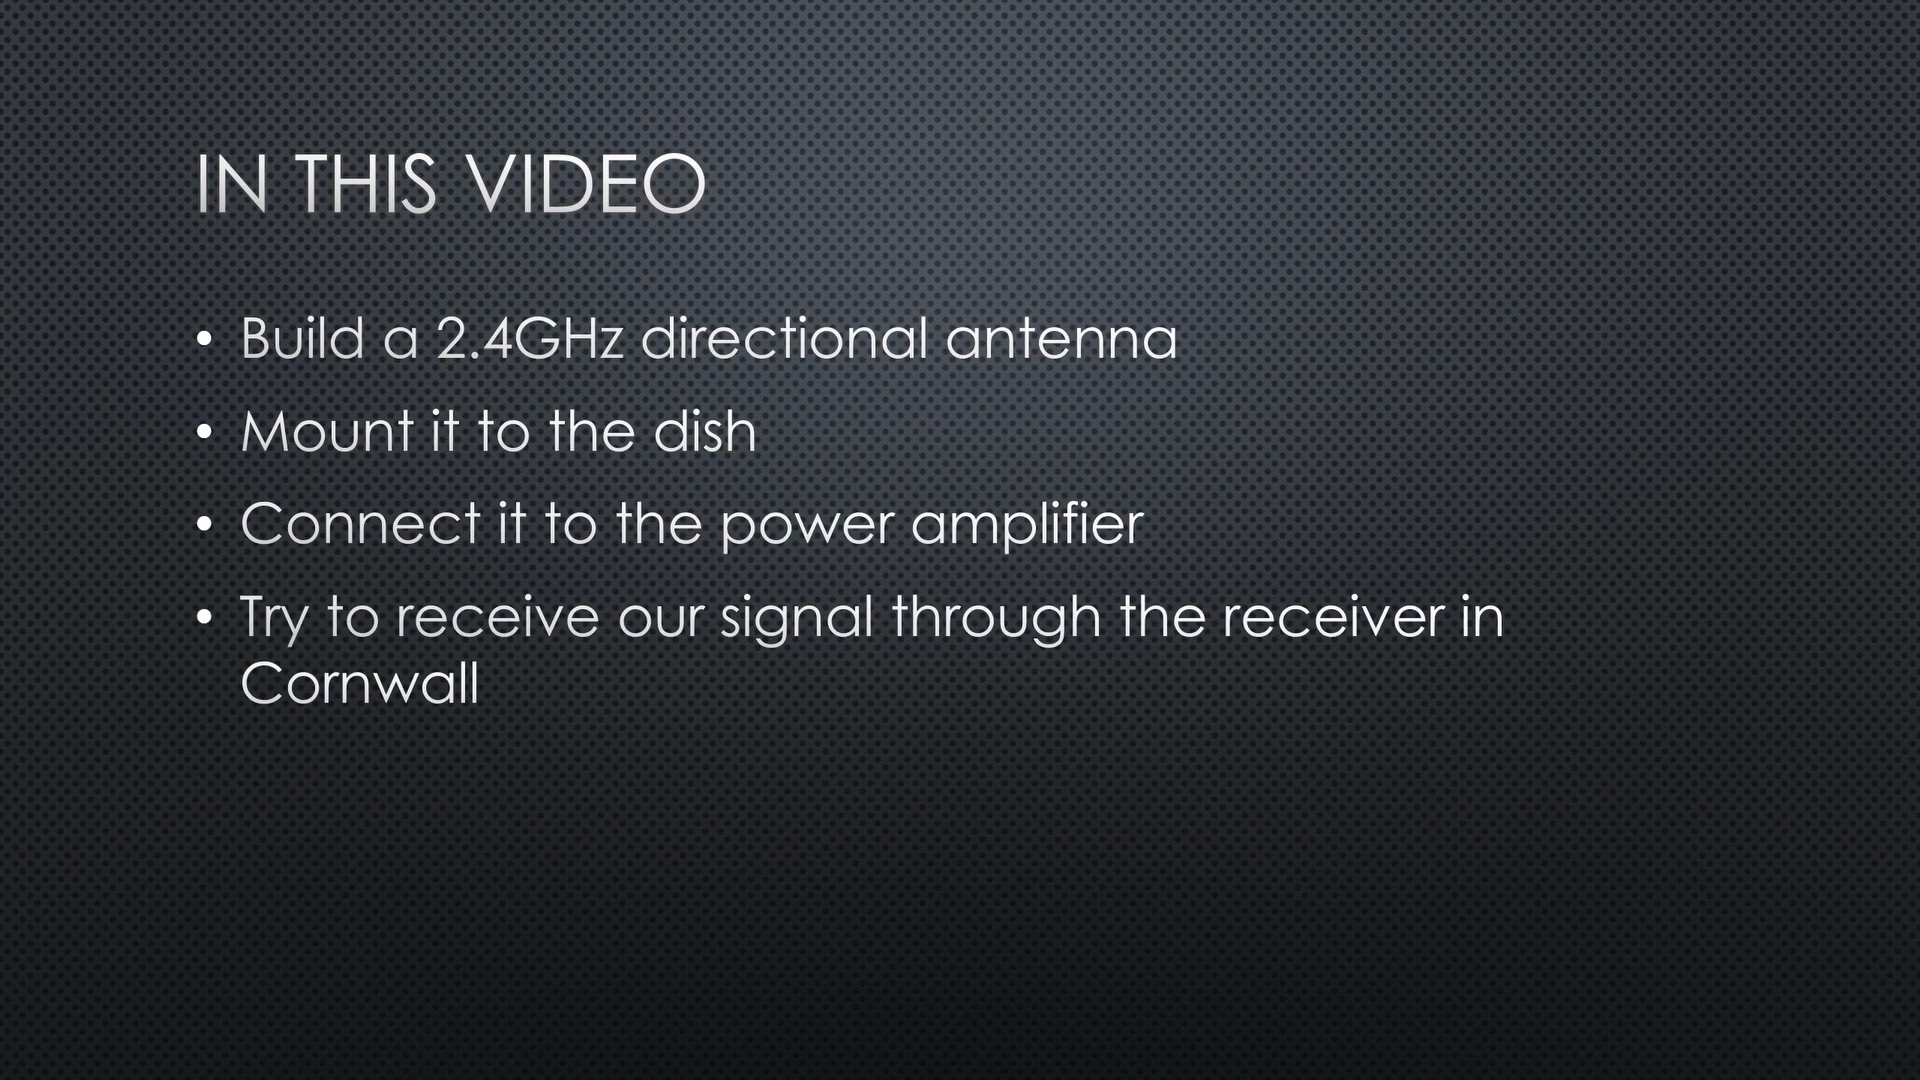 IN THIS VIDEO
• Build a 2.4GHz directional antenna
• Mount it to the dish
• Connect it to the power amplifier
• Try to receive our signal through the receiver in
Cornwall